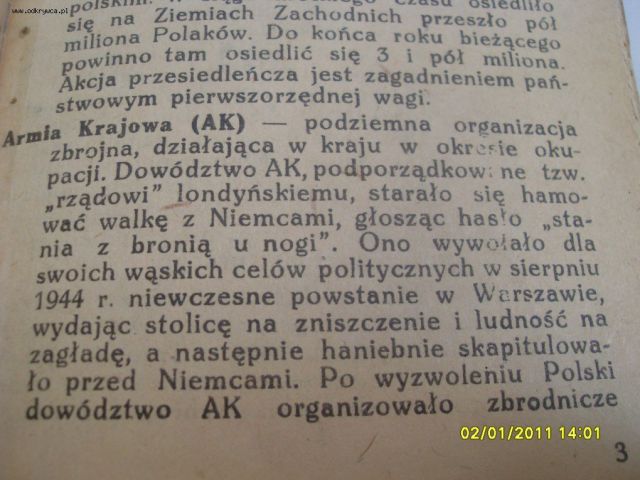 www.odkrywca.pl
polskim. W ciągu krótkiego czasu osiedliło
się na Ziemiach Zachodnich przeszło pół
miliona Polaków. Do końca roku bieżącego
powinno tam osiedlić się 3 i pół miliona.
Akcja przesiedleńcza jest zagadnieniem pań-
stwowym pierwszorzędnej wagi.
Armia Krajowa (AK) — podziemna organizacja
zbrojna, działająca w kraju w okresie oku-
pacji. Dowództwo AK, podporządkowane tzw.
„rządowi” londyńskiemu, starało się hamo-
wać walkę z Niemcami, głosząc hasło „sta-
nia z bronią u nogi”. Ono wywołało dla
swoich wąskich celów politycznych w sierpniu
1944 r. niewczesne powstanie w Warszawie,
wydając stolicę na zniszczenie i ludność na
zagładę, a następnie haniebnie skapitulowa-
ło przed Niemcami. Po wyzwoleniu Polski
dowództwo AK organizowało zbrodnicze
02/01/2011 14:01
3